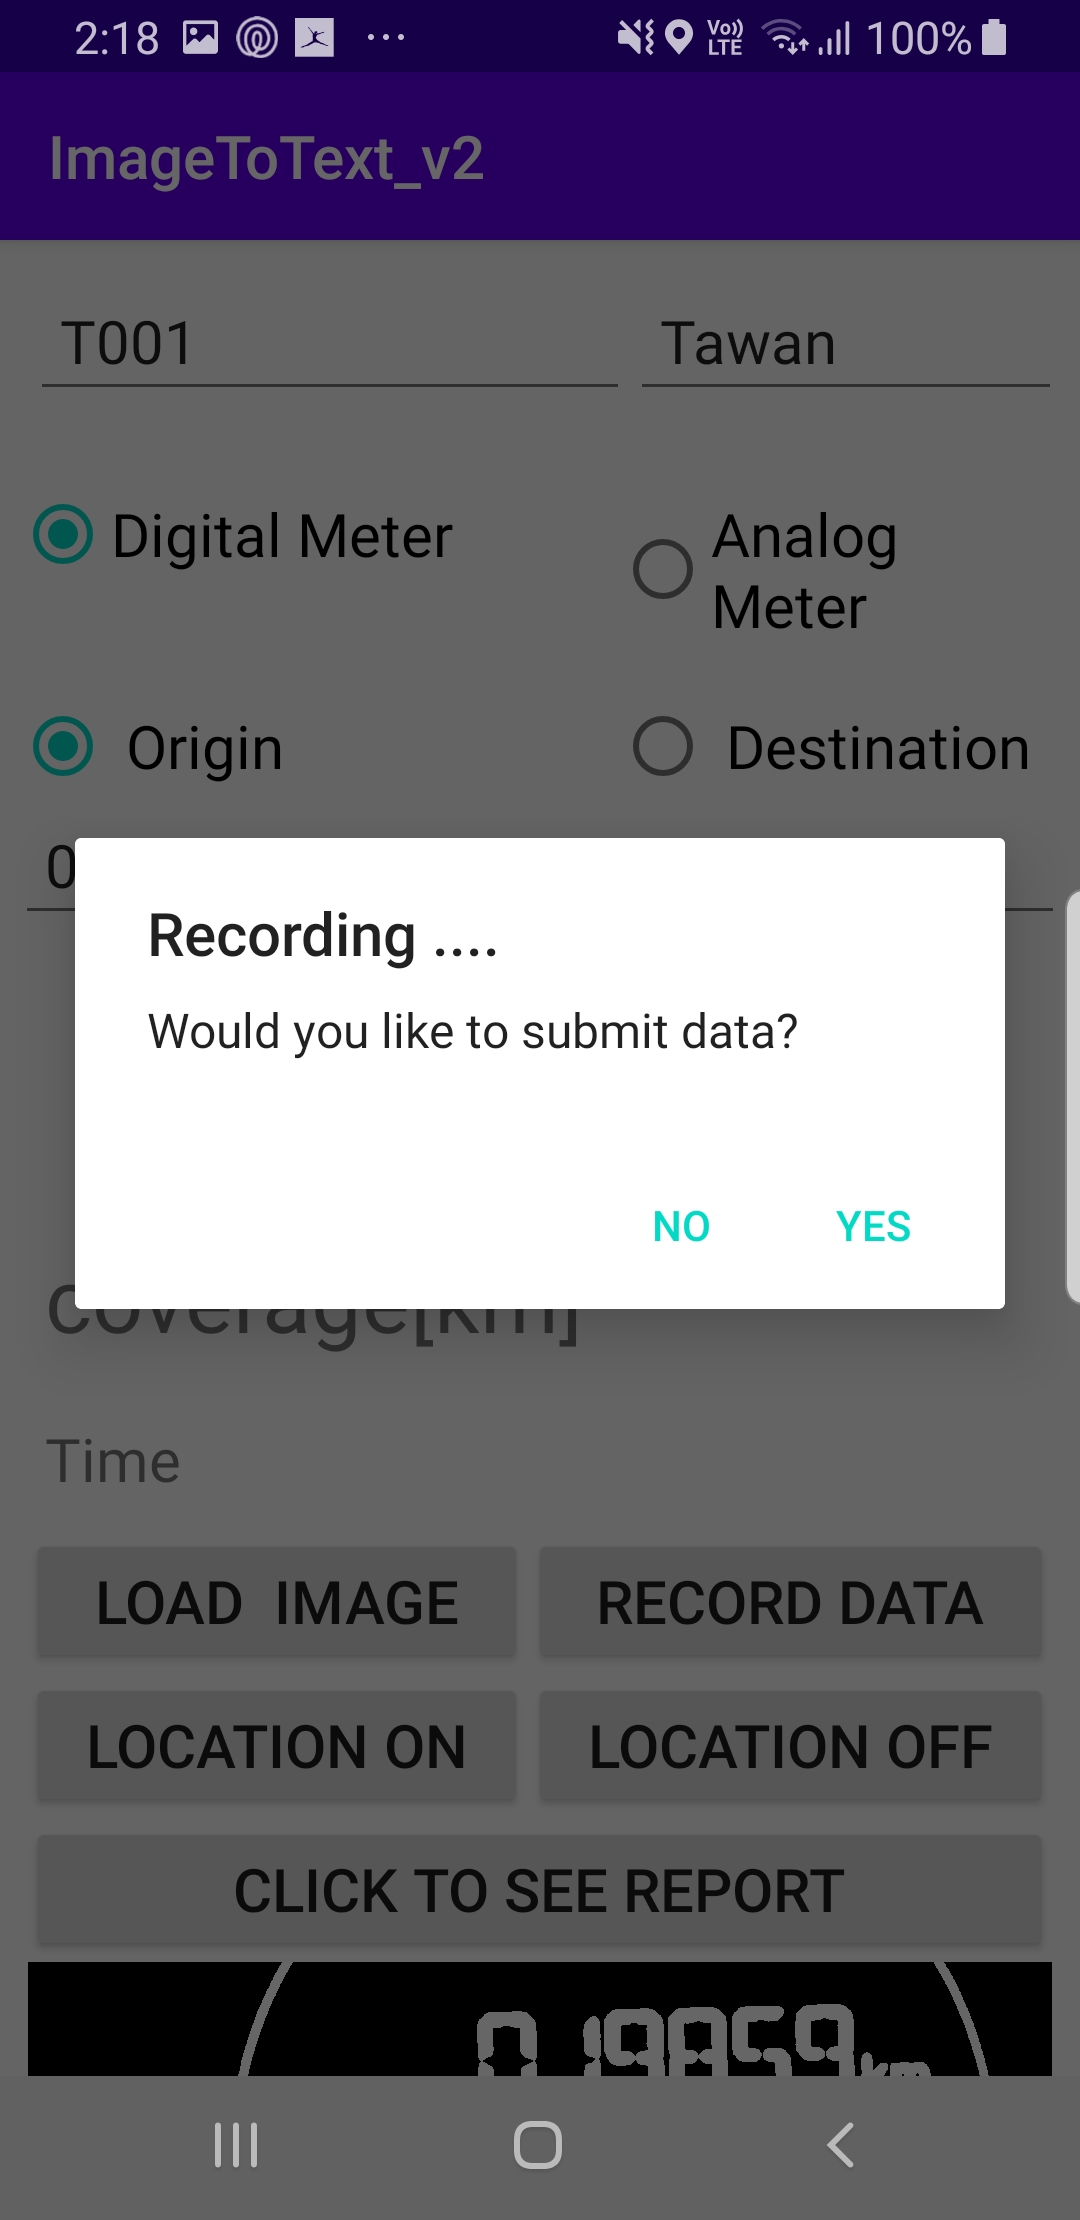 2:18 ... Vo)) LTE 100%
ImageToText_v2
T001 Tawan
Digital Meter Analog Meter
Origin Destination
0
Recording ....
Would you like to submit data?
NO YES
coverage[km]
Time
LOAD IMAGE RECORD DATA
LOCATION ON LOCATION OFF
CLICK TO SEE REPORT
019859 km